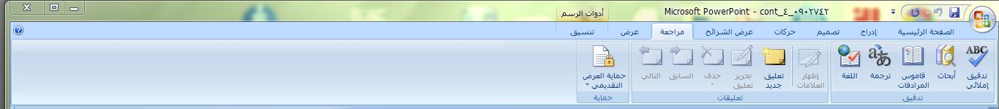 Microsoft PowerPoint - cont_٤_٠٩٠٢٧٤٢
أدوات الرسم
الصفحة الرئيسية
إدراج
تصميم
حركات
عرض الشرائح
مراجعة
عرض
تنسيق
ABC
تدقيق
إملائي
أبحاث
قاموس
المرادفات
ترجمة
اللغة
تدقيق
إظهار
العلامات
تعليق
جديد
تحرير
تعليق
حذف
السابق
التالي
تعليقات
حماية العرض
التقديمي
حماية